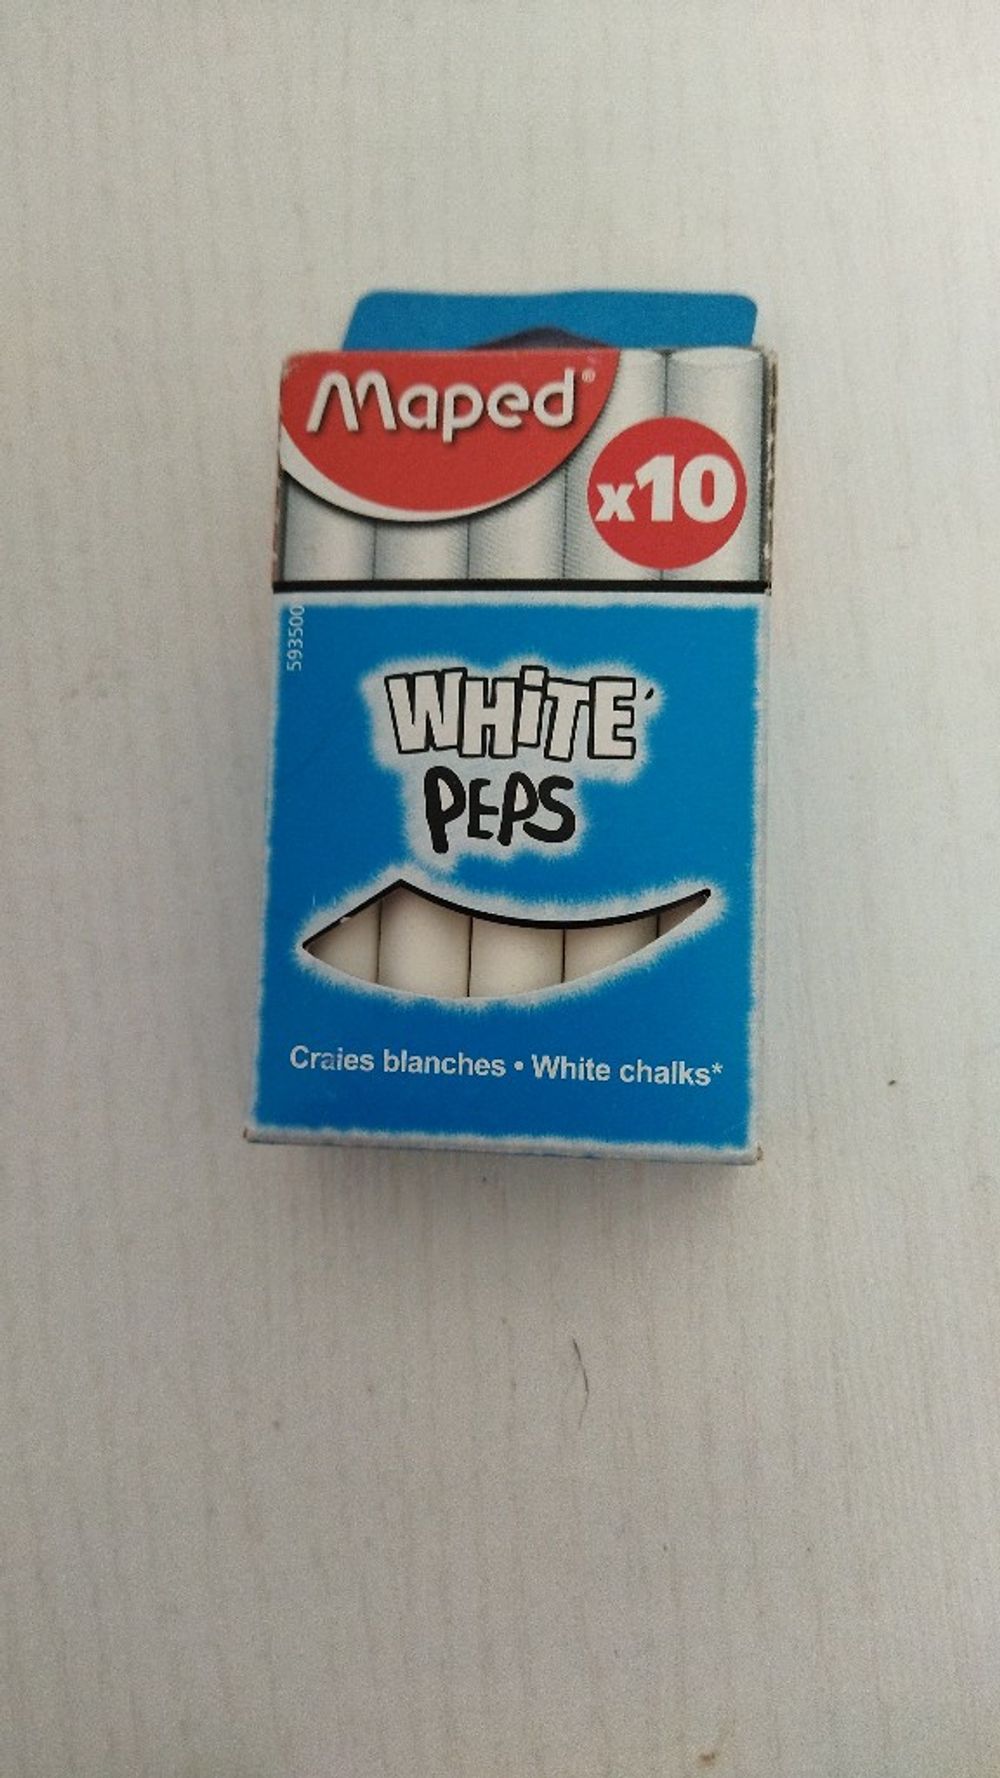 Maped®
x10
593500
WHiTE'
PEPS
Craies blanches • White chalks*